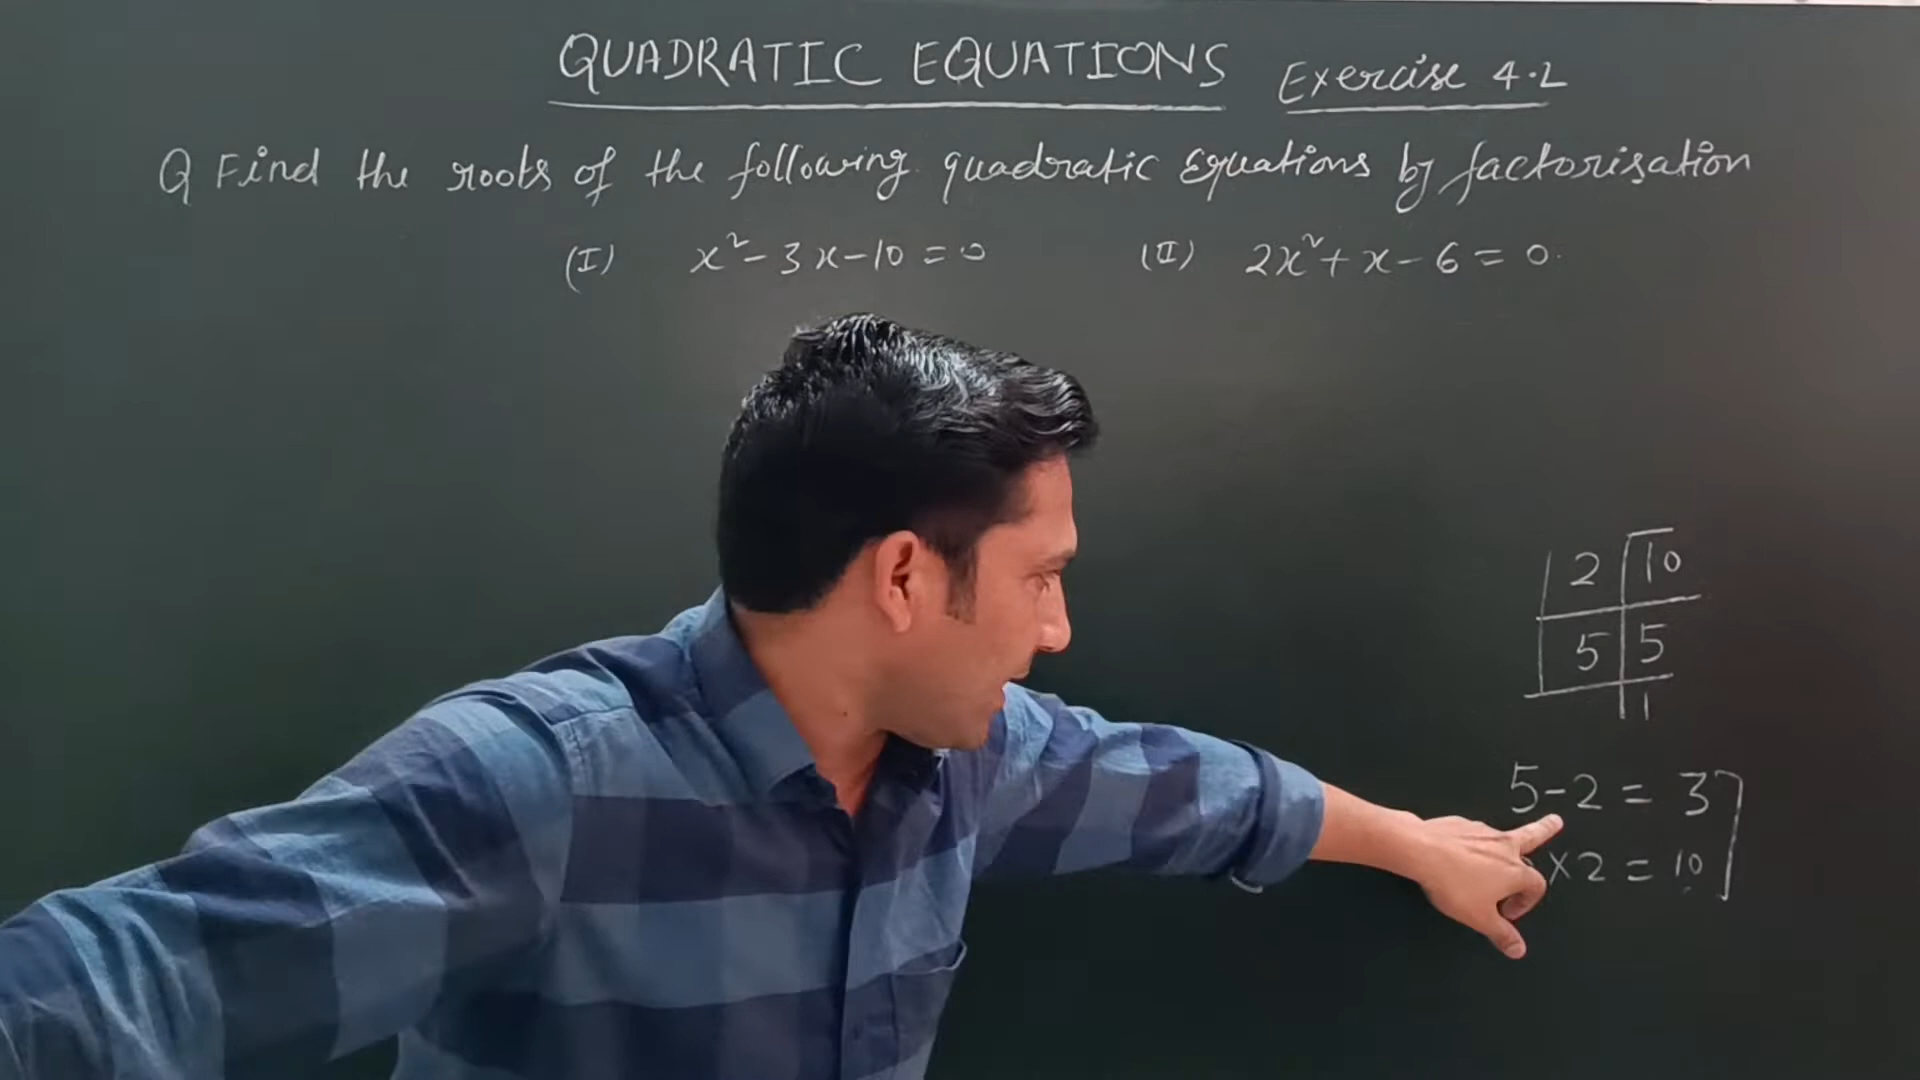 QUADRATIC EQUATIONS Exercise 4.2
Q Find the roots of the following quadratic Equations by factorisation
(I) x² - 3x - 10 = 0 (II) 2x² + x - 6 = 0.
2 | 10
5 | 5
1
5 - 2 = 3
× 2 = 10